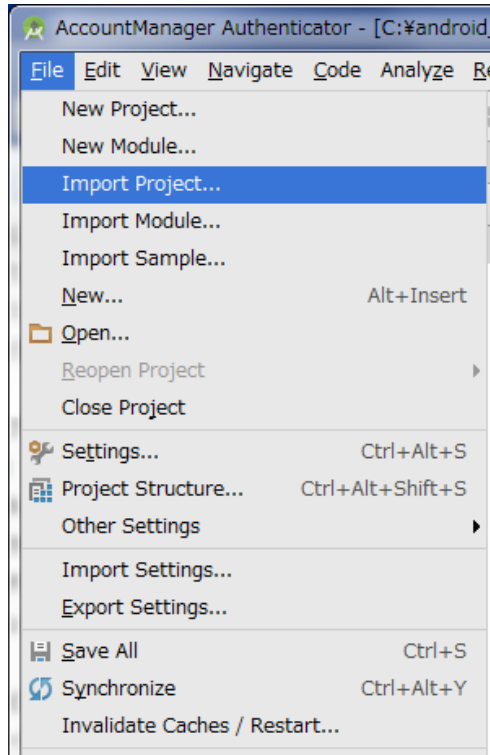 AccountManager Authenticator - [C:¥android_
File Edit View Navigate Code Analyze
New Project...
New Module...
Import Project...
Import Module...
Import Sample...
New... Alt+Insert
Open...
Reopen Project
Close Project
Settings... Ctrl+Alt+S
Project Structure... Ctrl+Alt+Shift+S
Other Settings
Import Settings...
Export Settings...
Save All Ctrl+S
Synchronize Ctrl+Alt+Y
Invalidate Caches / Restart...